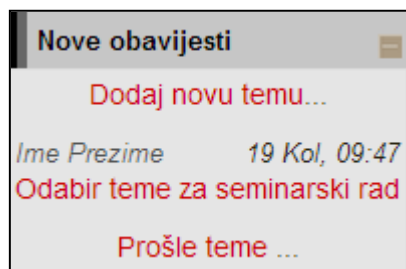 Nove obavijesti
Dodaj novu temu...
Ime Prezime 19 Kol, 09:47
Odabir teme za seminarski rad
Prošle teme ...